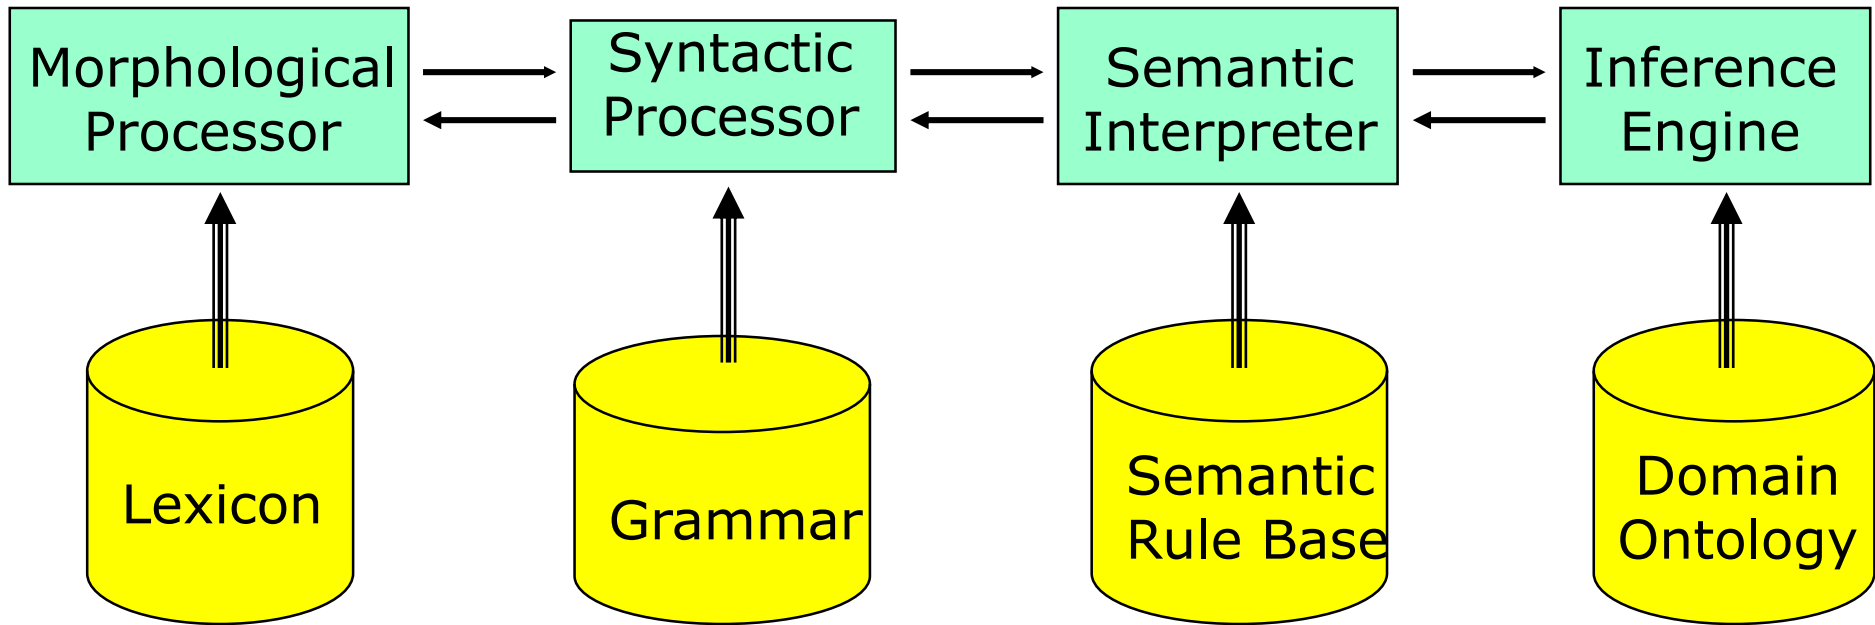 Morphological
Processor
Syntactic
Processor
Semantic
Interpreter
Inference
Engine
Lexicon
Grammar
Semantic
Rule Base
Domain
Ontology